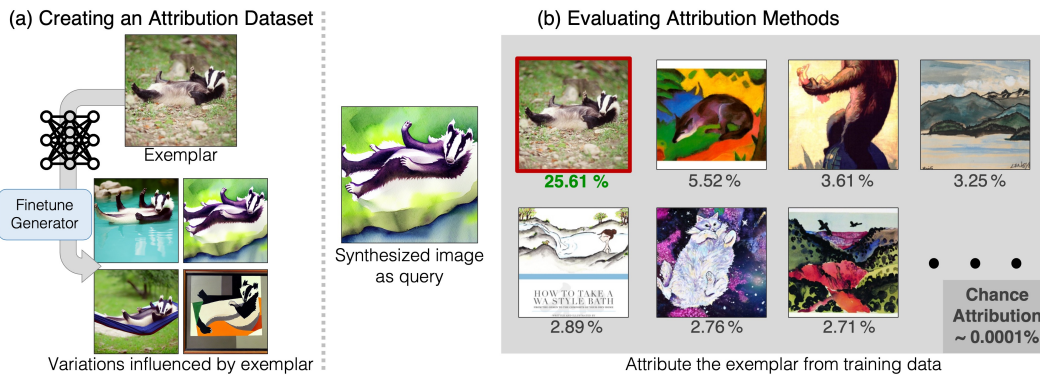 (a) Creating an Attribution Dataset
Exemplar
Finetune
Generator
Variations influenced by exemplar
Synthesized image
as query
(b) Evaluating Attribution Methods
25.61 %
5.52 %
3.61 %
3.25 %
HOW TO TAKE A
WA STYLE BATH
2.89 %
2.76 %
2.71 %
Chance
Attribution
~ 0.0001%
Attribute the exemplar from training data